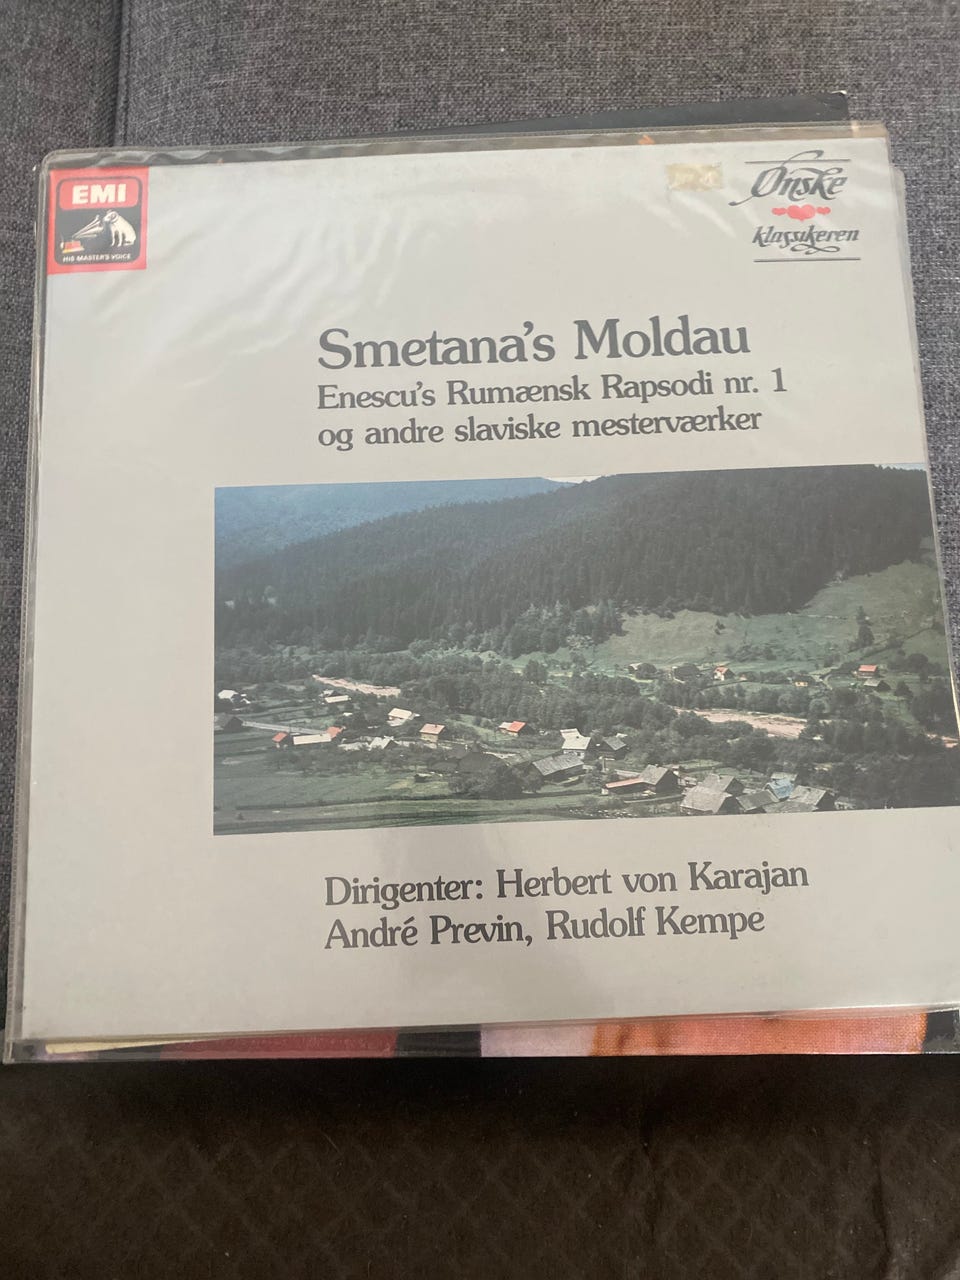 EMI
HIS MASTER'S VOICE
Ønske
klassikeren
Smetana's Moldau
Enescu's Rumænsk Rapsodi nr. 1
og andre slaviske mesterværker
Dirigenter: Herbert von Karajan
André Previn, Rudolf Kempe